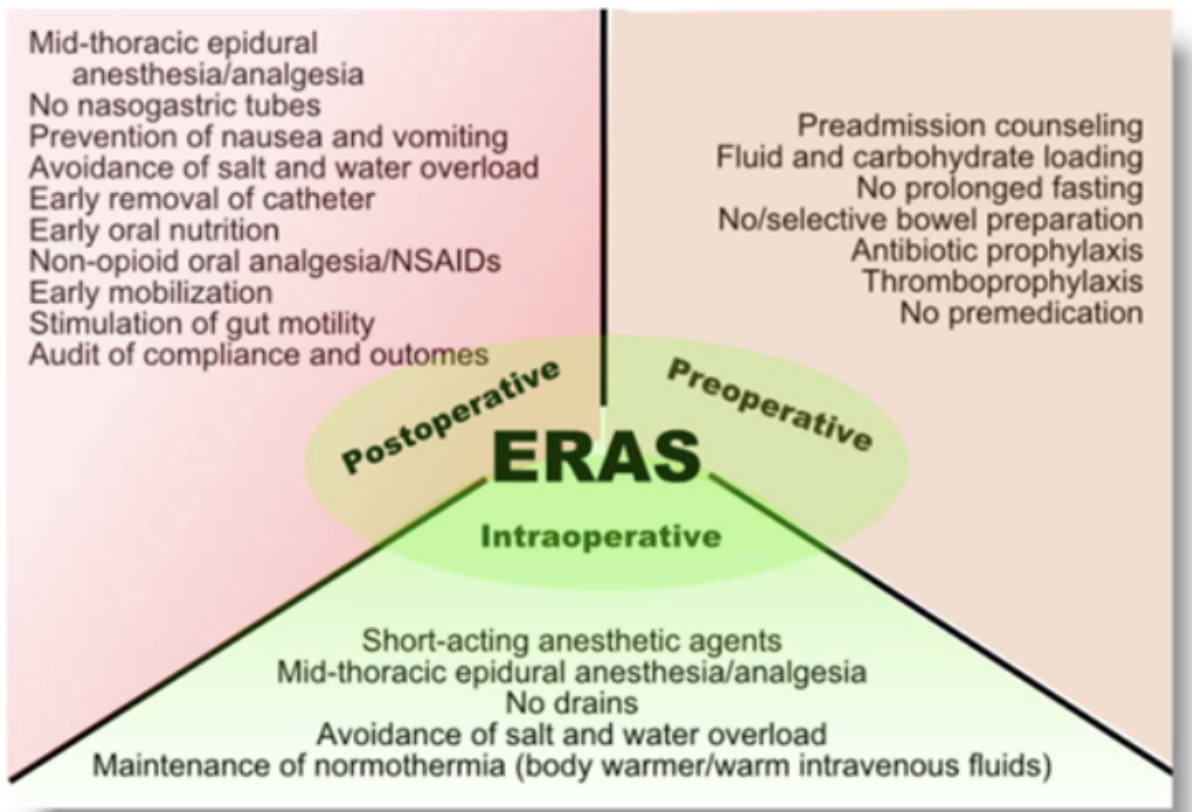 Mid-thoracic epidural
anesthesia/analgesia
No nasogastric tubes
Prevention of nausea and vomiting
Avoidance of salt and water overload
Early removal of catheter
Early oral nutrition
Non-opioid oral analgesia/NSAIDs
Early mobilization
Stimulation of gut motility
Audit of compliance and outcomes
Preadmission counseling
Fluid and carbohydrate loading
No prolonged fasting
No/selective bowel preparation
Antibiotic prophylaxis
Thromboprophylaxis
No premedication
Postoperative
Preoperative
ERAS
Intraoperative
Short-acting anesthetic agents
Mid-thoracic epidural anesthesia/analgesia
No drains
Avoidance of salt and water overload
Maintenance of normothermia (body warmer/warm intravenous fluids)